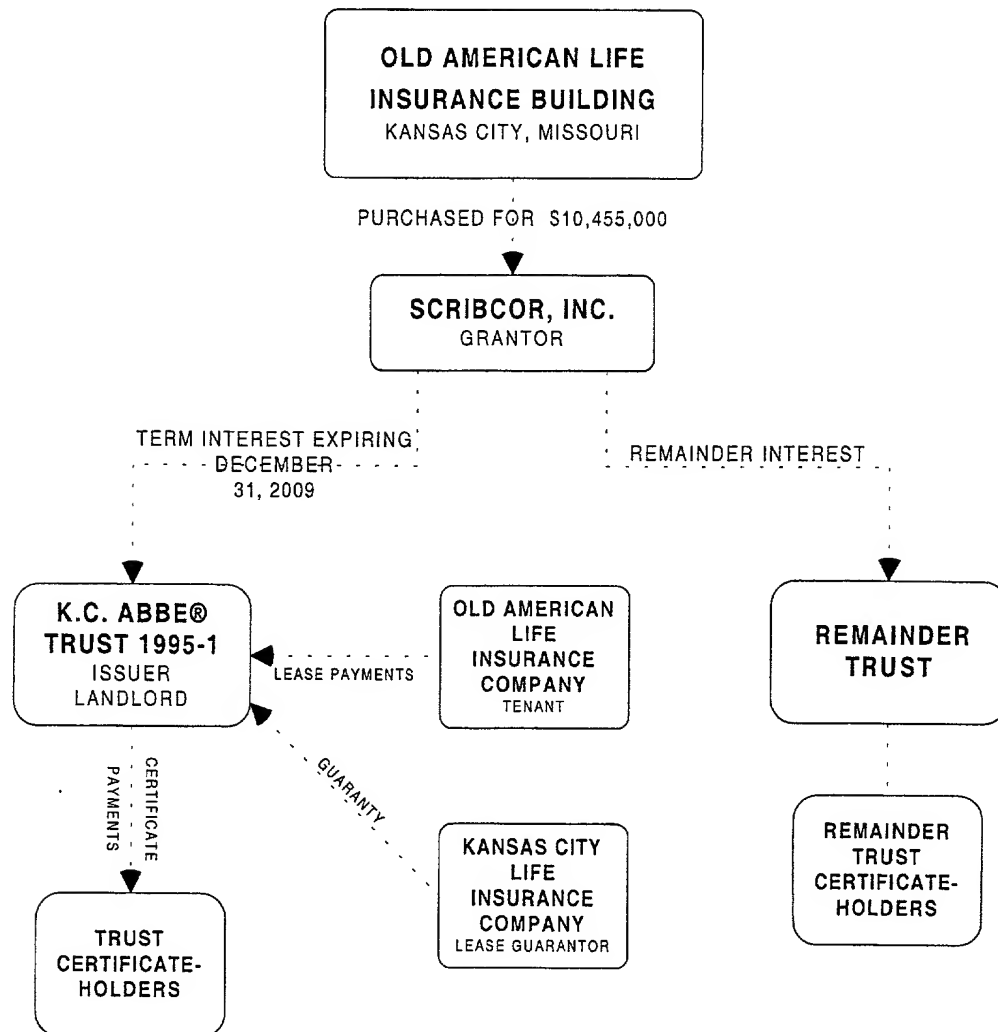 OLD AMERICAN LIFE
INSURANCE BUILDING
KANSAS CITY, MISSOURI
PURCHASED FOR $10,455,000
SCRIBCOR, INC.
GRANTOR
TERM INTEREST EXPIRING
DECEMBER
31, 2009
REMAINDER INTEREST
K.C. ABBE®
TRUST 1995-1
ISSUER
LANDLORD
LEASE PAYMENTS
OLD AMERICAN
LIFE
INSURANCE
COMPANY
TENANT
REMAINDER
TRUST
CERTIFICATE
PAYMENTS
GUARANTY
KANSAS CITY
LIFE
INSURANCE
COMPANY
LEASE GUARANTOR
REMAINDER
TRUST
CERTIFICATE-
HOLDERS
TRUST
CERTIFICATE-
HOLDERS